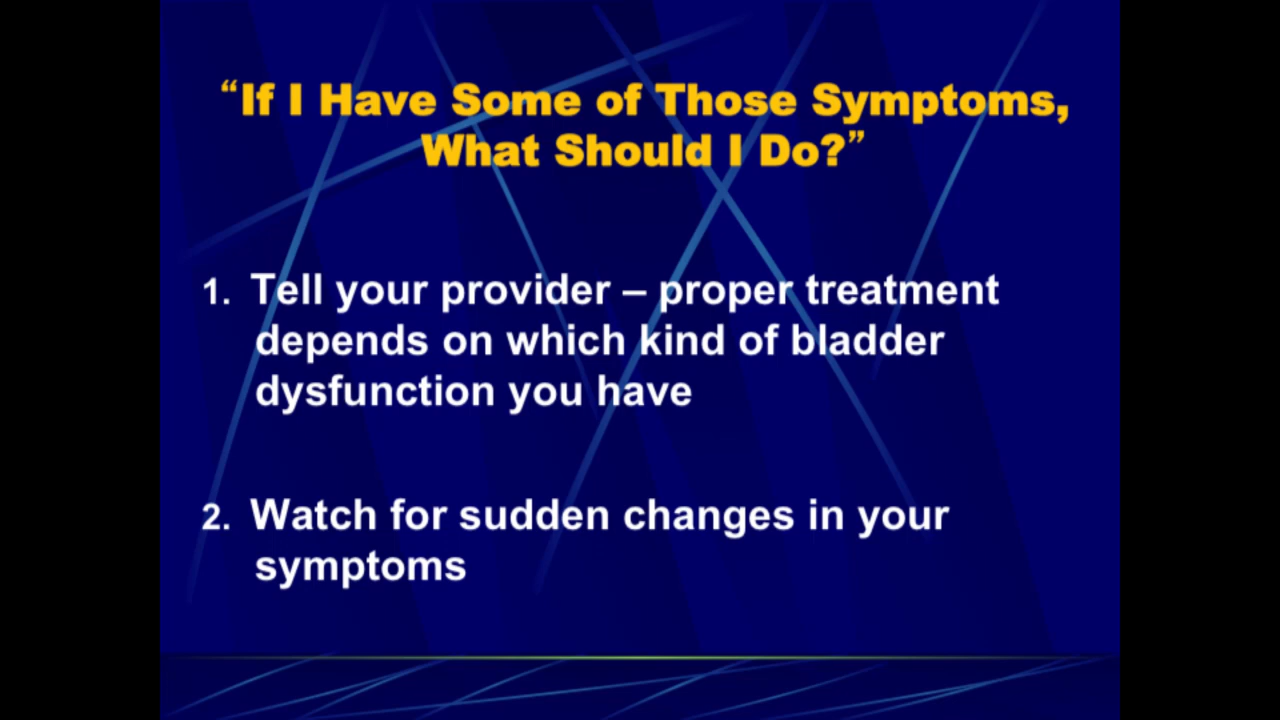 “If I Have Some of Those Symptoms,
What Should I Do?”
1. Tell your provider – proper treatment
depends on which kind of bladder
dysfunction you have
2. Watch for sudden changes in your
symptoms